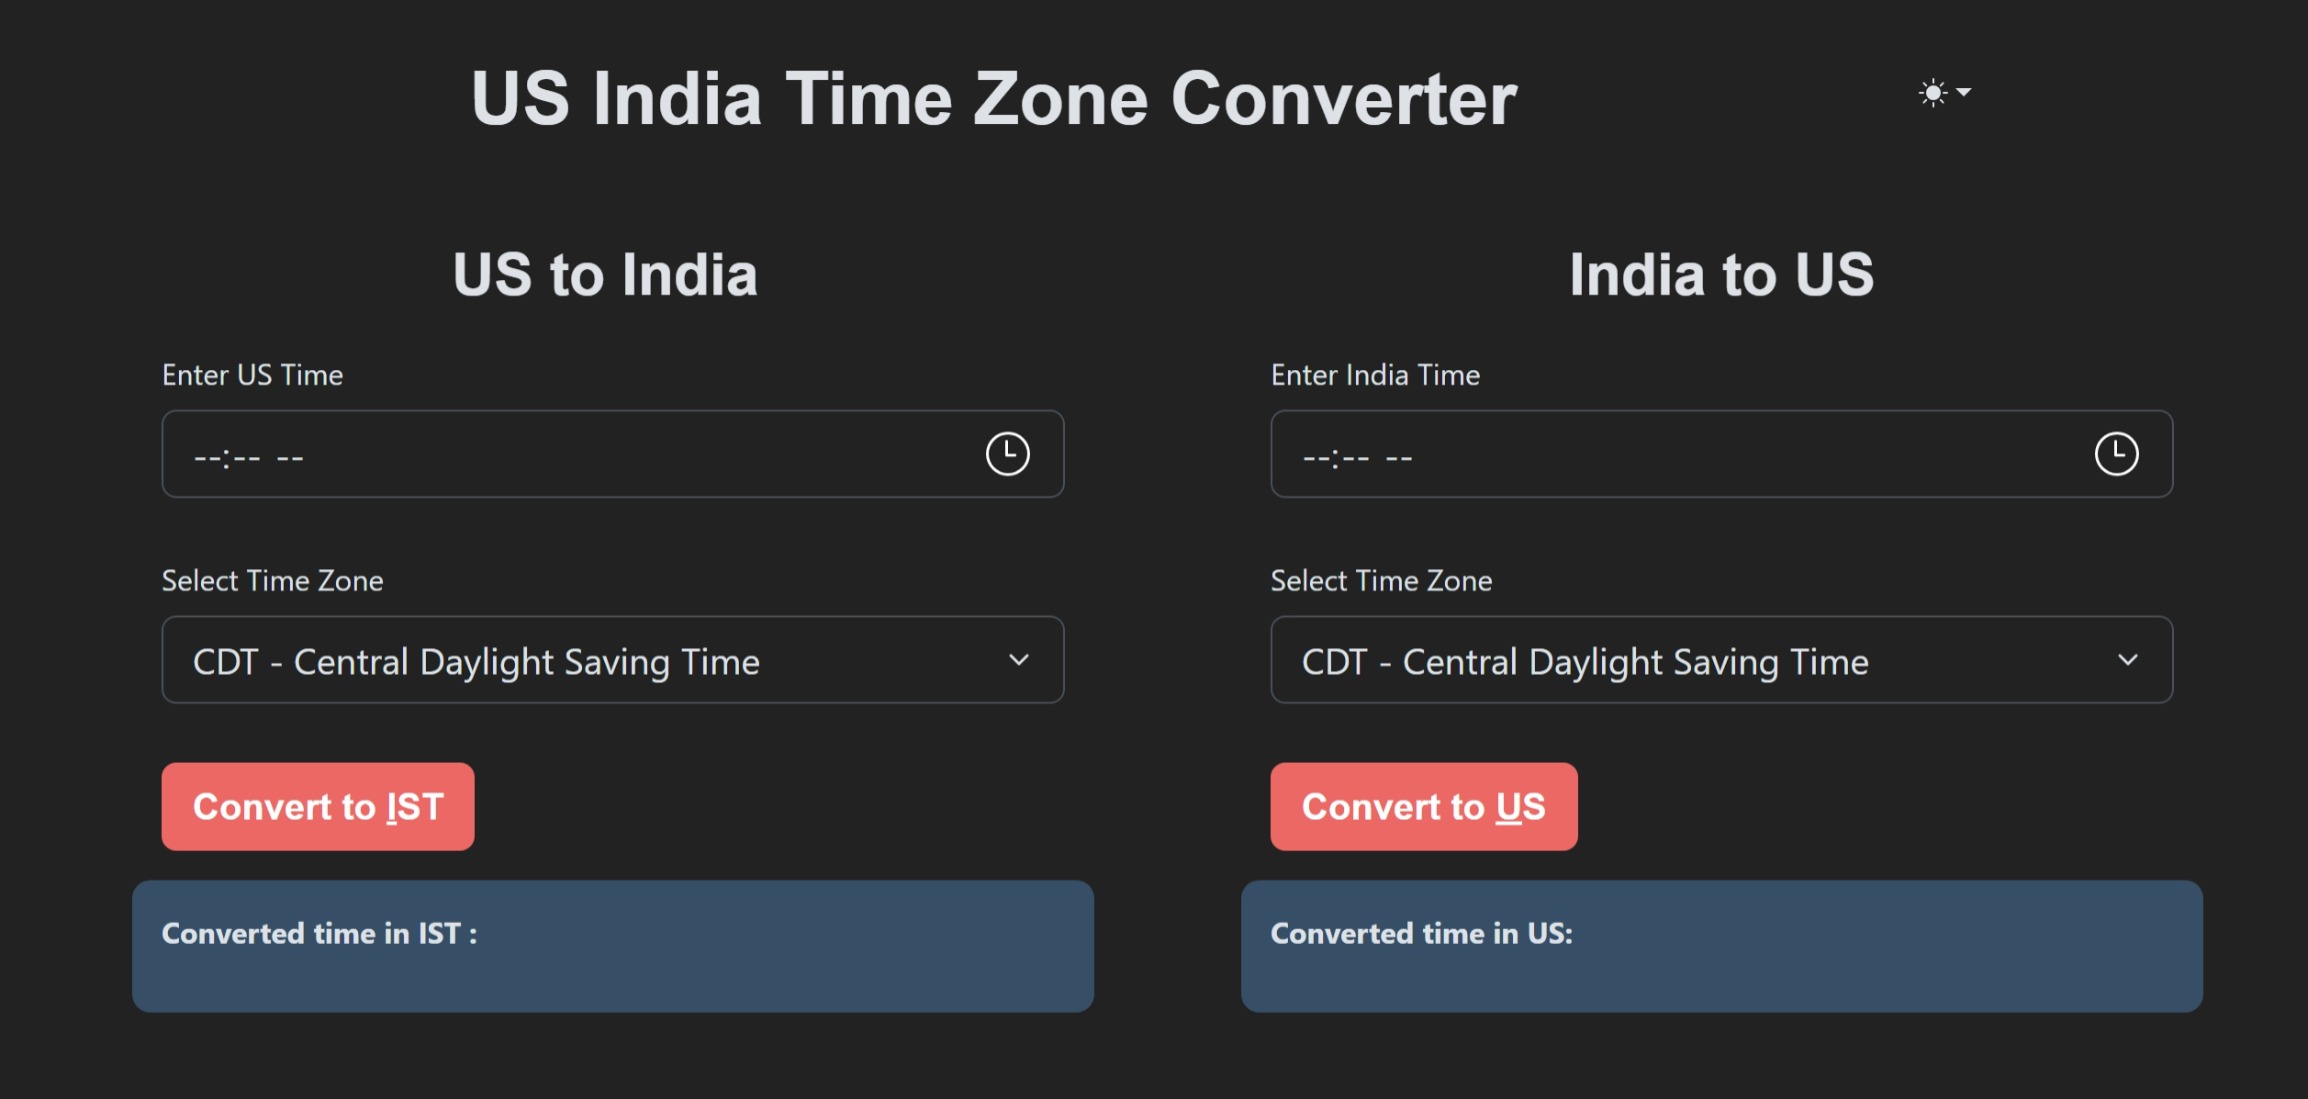 US India Time Zone Converter
US to India
Enter US Time
--:-- --
Select Time Zone
CDT - Central Daylight Saving Time
Convert to IST
Converted time in IST :
India to US
Enter India Time
--:-- --
Select Time Zone
CDT - Central Daylight Saving Time
Convert to US
Converted time in US: